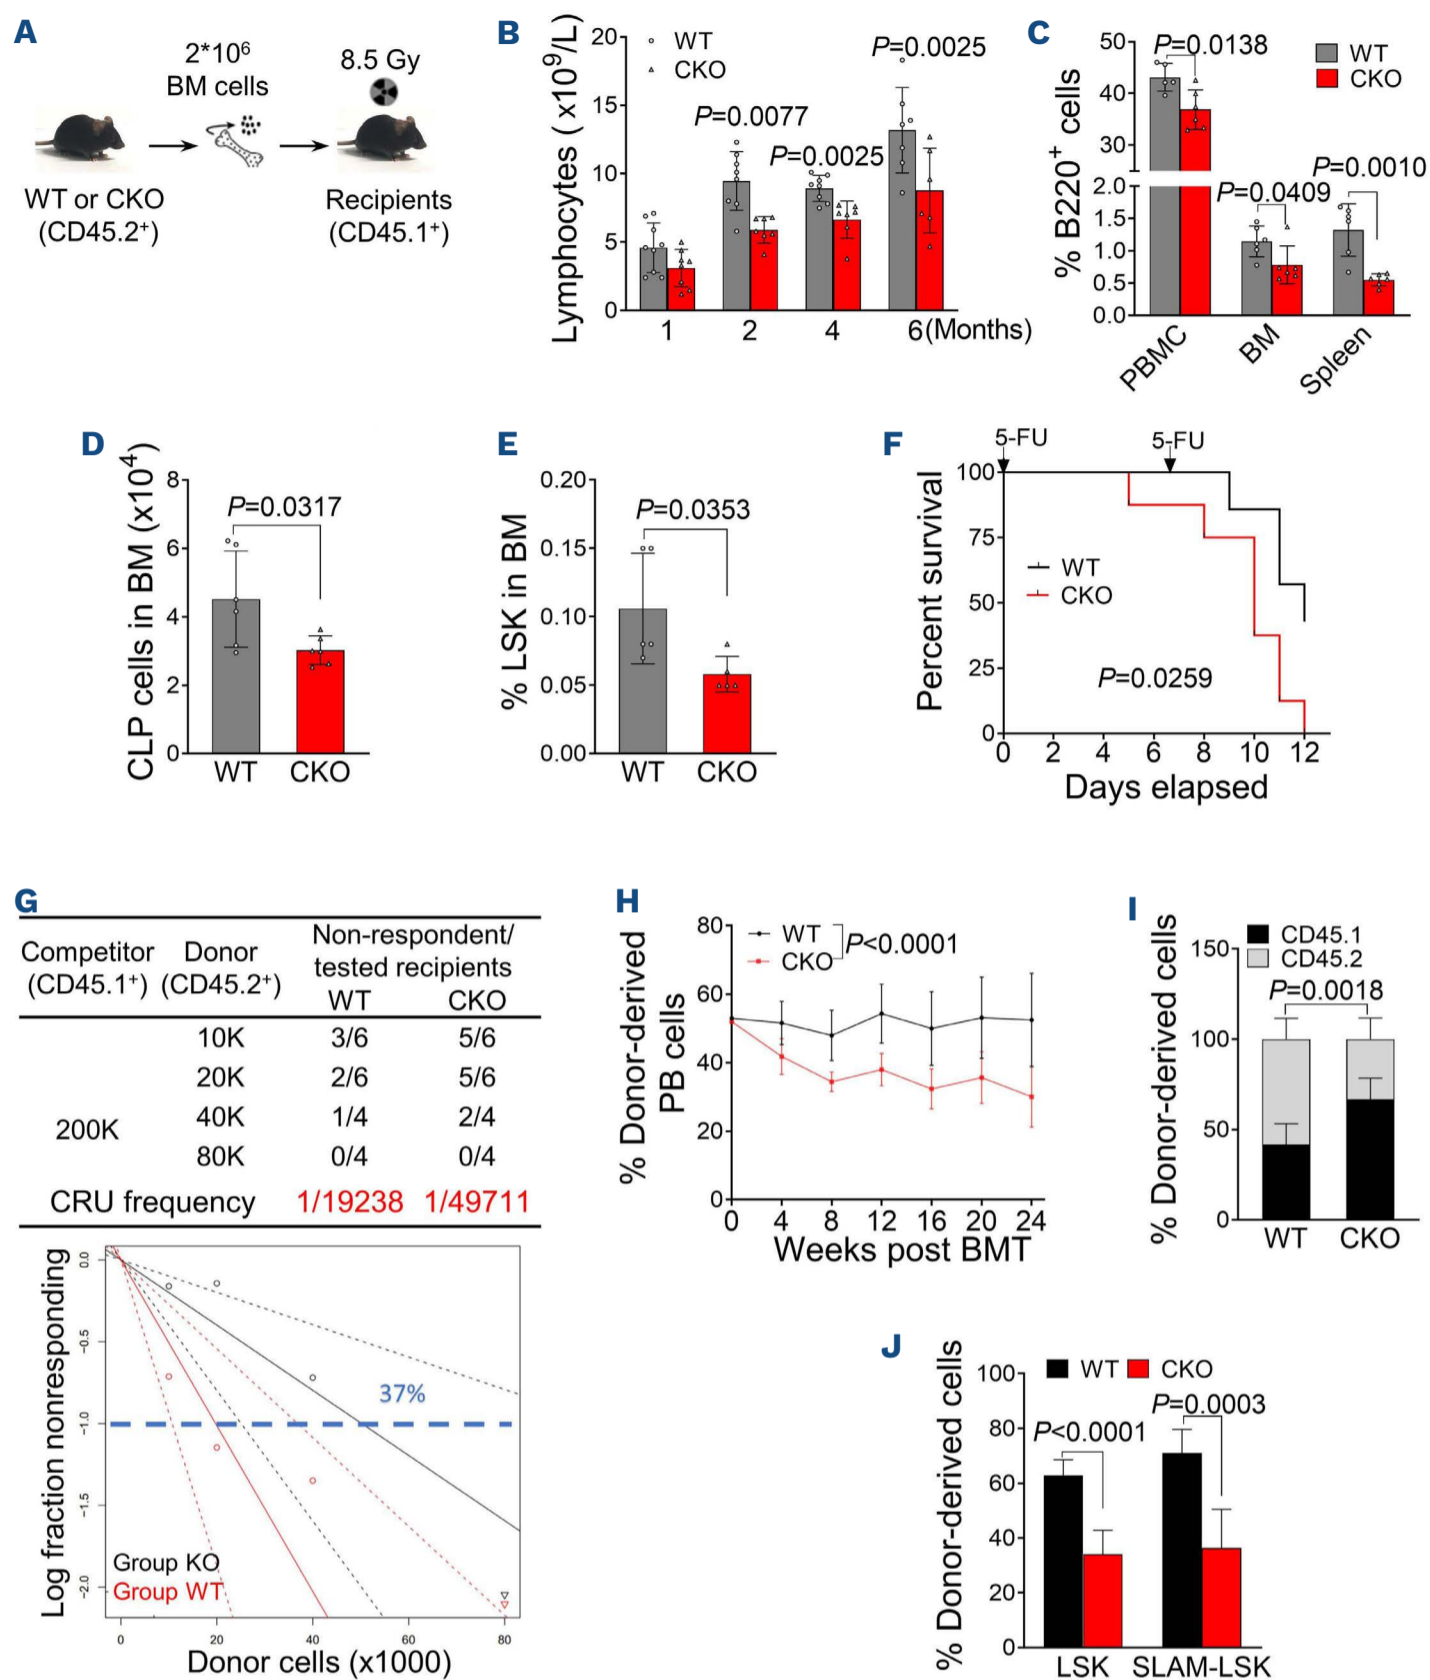 A
2*10⁶
BM cells
8.5 Gy
WT or CKO
(CD45.2⁺)
Recipients
(CD45.1⁺)
B
Lymphocytes ( x10⁹/L)
20
15
10
5
0
WT
CKO
P=0.0077
P=0.0025
P=0.0025
1
2
4
6(Months)
C
% B220⁺ cells
50
40
30
2.0
1.5
1.0
0.5
0.0
P=0.0138
P=0.0409
P=0.0010
WT
CKO
PBMC
BM
Spleen
D
CLP cells in BM (x10⁴)
8
6
4
2
0
P=0.0317
WT
CKO
E
% LSK in BM
0.20
0.15
0.10
0.05
0.00
P=0.0353
WT
CKO
F
5-FU
5-FU
Percent survival
100
75
50
25
0
WT
CKO
P=0.0259
0 2 4 6 8 10 12
Days elapsed
G
Competitor
(CD45.1⁺)
Donor
(CD45.2⁺)
Non-respondent/
tested recipients
WT CKO
10K 3/6 5/6
20K 2/6 5/6
40K 1/4 2/4
200K
80K 0/4 0/4
CRU frequency 1/19238 1/49711
Log fraction nonresponding
0.0
-0.5
-1.0
-1.5
-2.0
37%
Group KO
Group WT
0 20 40 60 80
Donor cells (x1000)
H
% Donor-derived
PB cells
80
60
40
20
0
WT
CKO
P<0.0001
0 4 8 12 16 20 24
Weeks post BMT
I
% Donor-derived cells
150
100
50
0
CD45.1
CD45.2
P=0.0018
WT CKO
J
% Donor-derived cells
100
80
60
40
20
0
WT CKO
P<0.0001
P=0.0003
LSK SLAM-LSK